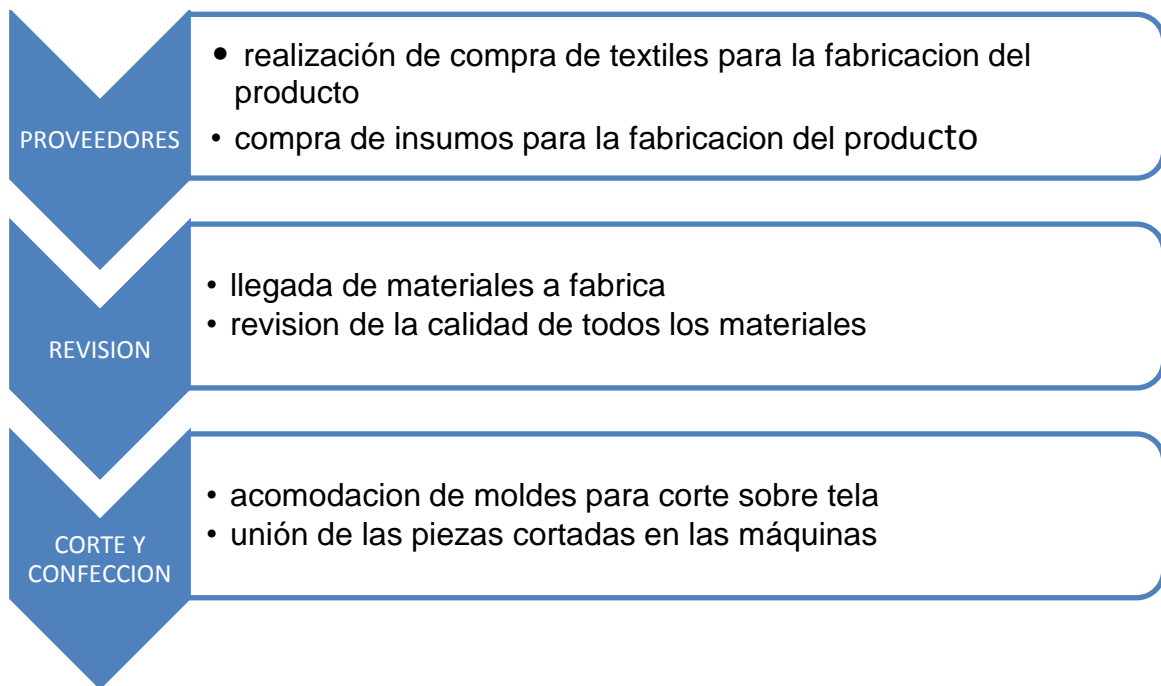 PROVEEDORES
• realización de compra de textiles para la fabricacion del
producto
• compra de insumos para la fabricacion del producto
REVISION
• llegada de materiales a fabrica
• revision de la calidad de todos los materiales
CORTE Y
CONFECCION
• acomodacion de moldes para corte sobre tela
• unión de las piezas cortadas en las máquinas